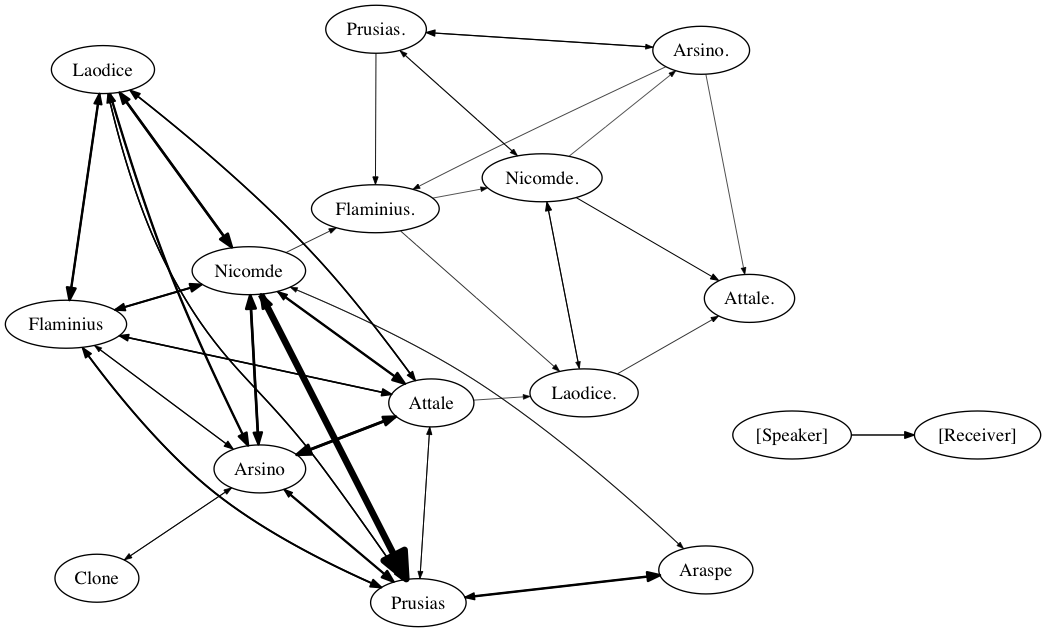 Prusias.
Arsino.
Laodice
Nicomde.
Flaminius.
Nicomde
Attale.
Flaminius
Laodice.
Attale
[Speaker]
[Receiver]
Arsino
Araspe
Clone
Prusias